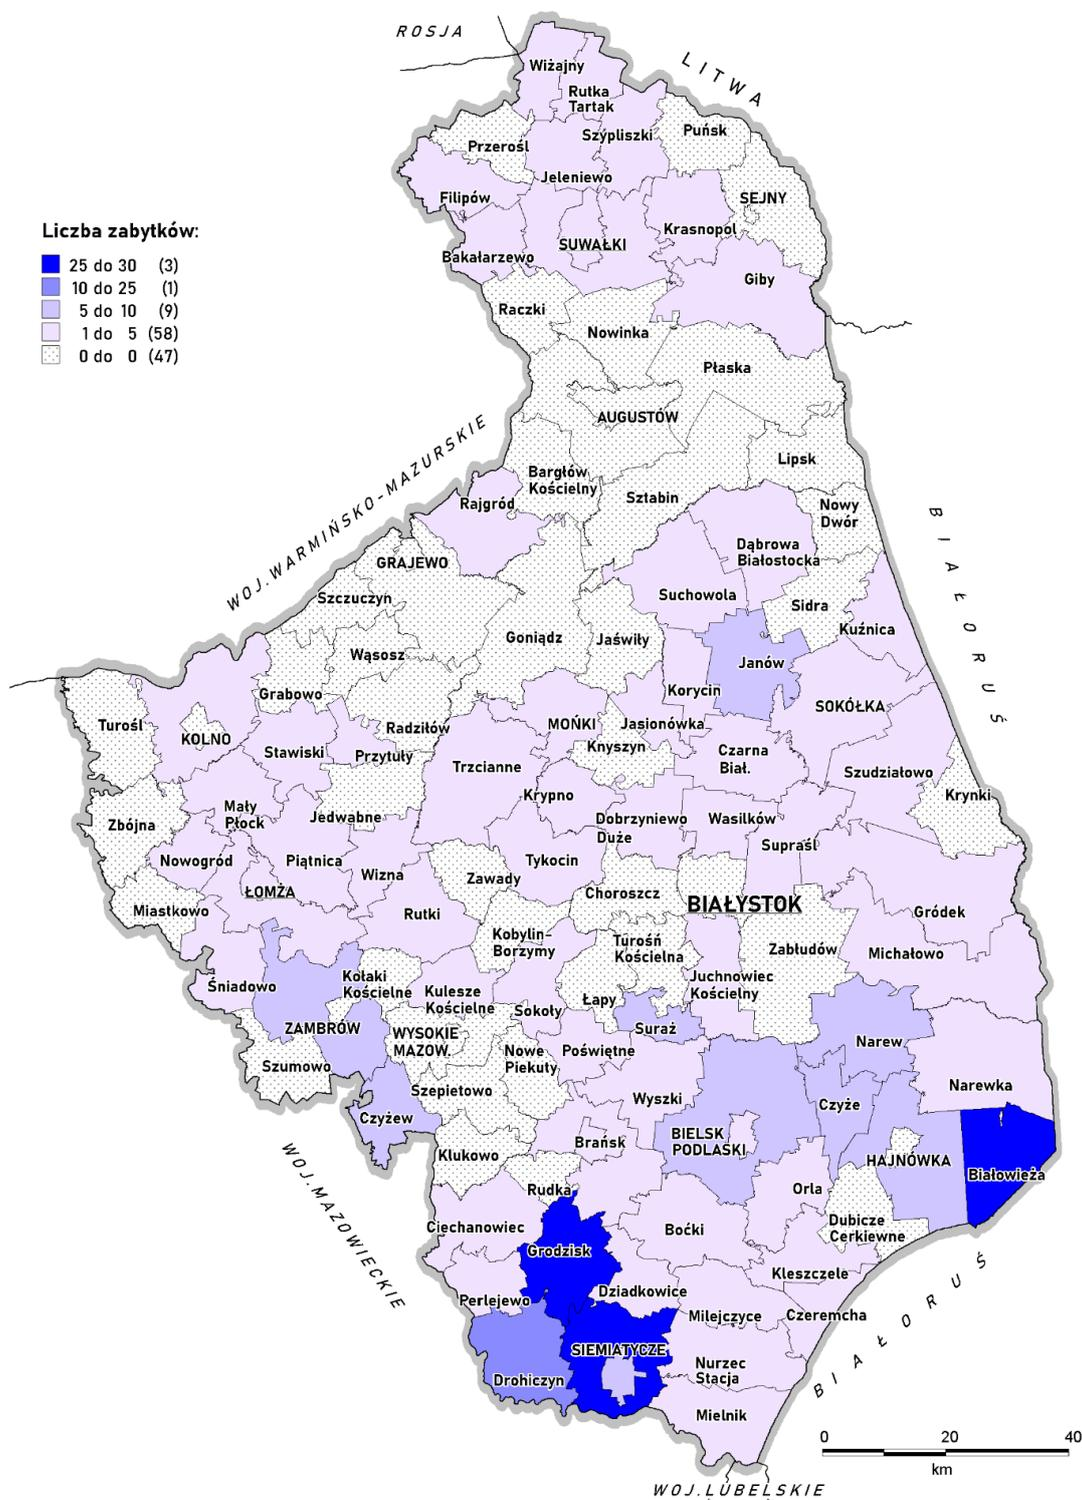 ROSJA
LITWA
Wiżajny
Rutka
Tartak
Szypliszki
Puńsk
Przerośl
Jeleniewo
Filipów
SEJNY
Krasnopol
SUWAŁKI
Bakałarzewo
Giby
Liczba zabytków:
25 do 30 (3)
10 do 25 (1)
5 do 10 (9)
1 do 5 (58)
0 do 0 (47)
Raczki
Nowinka
Płaska
AUGUSTÓW
WOJ.WARMIŃSKO-MAZURSKIE
Bargłów
Kościelny
Lipsk
Rajgród
Sztabin
Nowy
Dwór
BIAŁORUŚ
Dąbrowa
Białostocka
GRAJEWO
Szczuczyn
Suchowola
Sidra
Kuźnica
Goniądz
Jaświły
Wąsosz
Janów
Grabowo
Korycin
SOKÓŁKA
Turośl
KOLNO
Radziłów
MOŃKI
Jasionówka
Stawiski
Przytuły
Knyszyn
Czarna
Biał.
Trzcianne
Szudziałowo
Krypno
Krynki
Mały
Płock
Jedwabne
Zbójna
Dobrzyniewo
Duże
Wasilków
Supraśl
Nowogród
Piątnica
Wizna
Tykocin
Zawady
ŁOMŻA
Choroszcz
BIAŁYSTOK
Miastkowo
Rutki
Gródek
Kobylin-
Borzymy
Turośń
Kościelna
Zabłudów
Michałowo
Śniadowo
Kołaki
Kościelne
Kulesze
Kościelne
Juchnowiec
Kościelny
Łapy
Sokoły
ZAMBRÓW
WYSOKIE
MAZOW.
Suraż
Narew
Szumowo
Nowe
Piekuty
Poświętne
Szepietowo
Wyszki
Narewka
Czyże
Czyżew
BIELSK
PODLASKI
Brańsk
Klukowo
HAJNÓWKA
Białowieża
WOJ.MAZOWIECKIE
Rudka
Orla
Ciechanowiec
Boćki
Dubicze
Cerkiewne
Grodzisk
Kleszczele
Perlejewo
Dziadkowice
Milejczyce
Czeremcha
BIAŁORUŚ
SIEMIATYCZE
Drohiczyn
Nurzec
Stacja
Mielnik
0 20 40
km
WOJ.LUBELSKIE